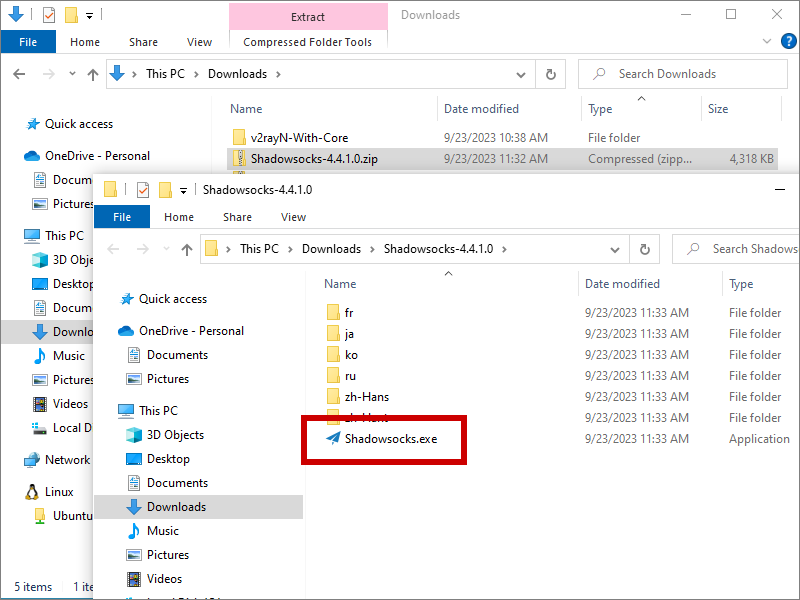 Extract
Downloads
File
Home
Share
View
Compressed Folder Tools
?
This PC
Downloads
Search Downloads
Name
Date modified
Type
Size
Quick access
v2rayN-With-Core
9/23/2023 10:38 AM
File folder
OneDrive - Personal
Shadowsocks-4.4.1.0.zip
9/23/2023 11:32 AM
Compressed (zipp...
4,318 KB
Docum
Pictures
This PC
3D Obje
Desktop
Docum
Downlo
Music
Pictures
Videos
Local D
Network
Linux
Ubuntu
5 items
1 ite
Shadowsocks-4.4.1.0
File
Home
Share
View
This PC
Downloads
Shadowsocks-4.4.1.0
Search Shadows
Name
Date modified
Type
Quick access
OneDrive - Personal
Documents
Pictures
This PC
3D Objects
Desktop
Documents
Downloads
Music
Pictures
Videos
fr
9/23/2023 11:33 AM
File folder
ja
9/23/2023 11:33 AM
File folder
ko
9/23/2023 11:33 AM
File folder
ru
9/23/2023 11:33 AM
File folder
zh-Hans
9/23/2023 11:33 AM
File folder
zh-Hant
9/23/2023 11:33 AM
File folder
Shadowsocks.exe
9/23/2023 11:33 AM
Application